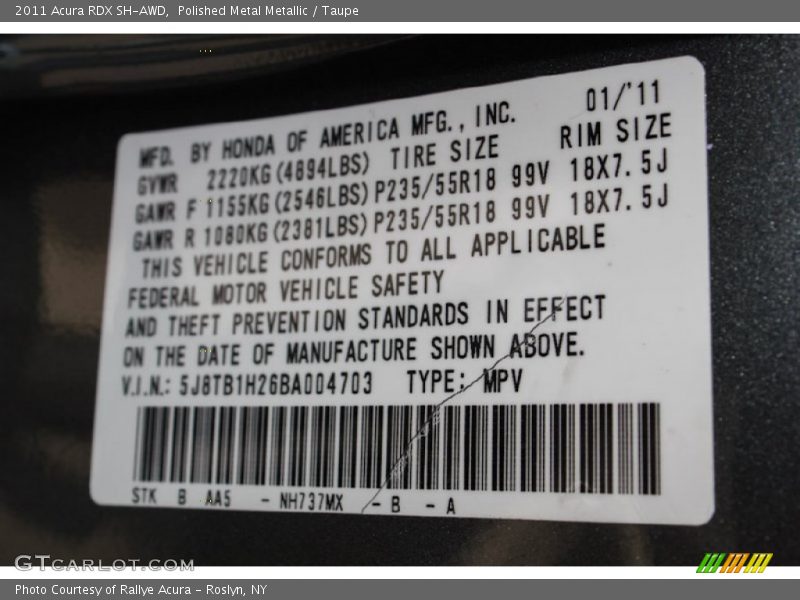 2011 Acura RDX SH-AWD, Polished Metal Metallic / Taupe
MFD. BY HONDA OF AMERICA MFG., INC. 01/'11
GVWR 2220KG(4894LBS) TIRE SIZE RIM SIZE
GAWR F 1155KG(2546LBS) P235/55R18 99V 18X7.5J
GAWR R 1080KG(2381LBS) P235/55R18 99V 18X7.5J
THIS VEHICLE CONFORMS TO ALL APPLICABLE
FEDERAL MOTOR VEHICLE SAFETY
AND THEFT PREVENTION STANDARDS IN EFFECT
ON THE DATE OF MANUFACTURE SHOWN ABOVE.
V.I.N.: 5J8TB1H26BA004703 TYPE: MPV
STK B AA5 - NH737MX - B - A
GTCARLOT.COM
Photo Courtesy of Rallye Acura - Roslyn, NY